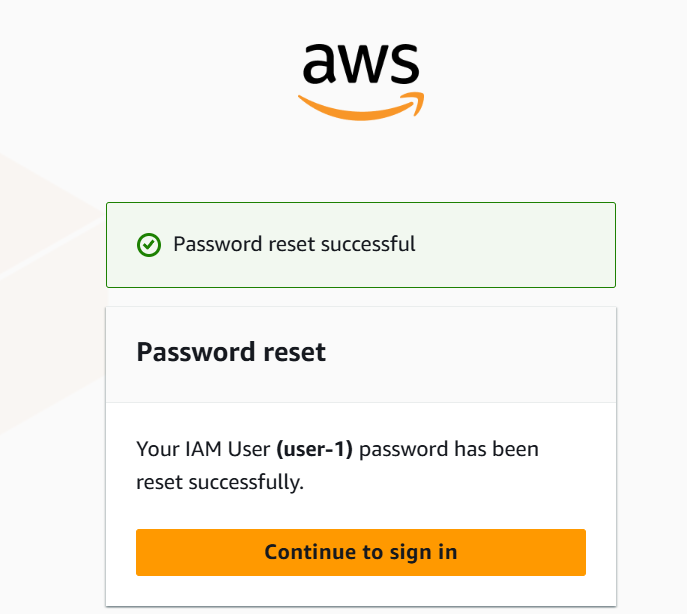 aws
Password reset successful
Password reset
Your IAM User (user-1) password has been
reset successfully.
Continue to sign in